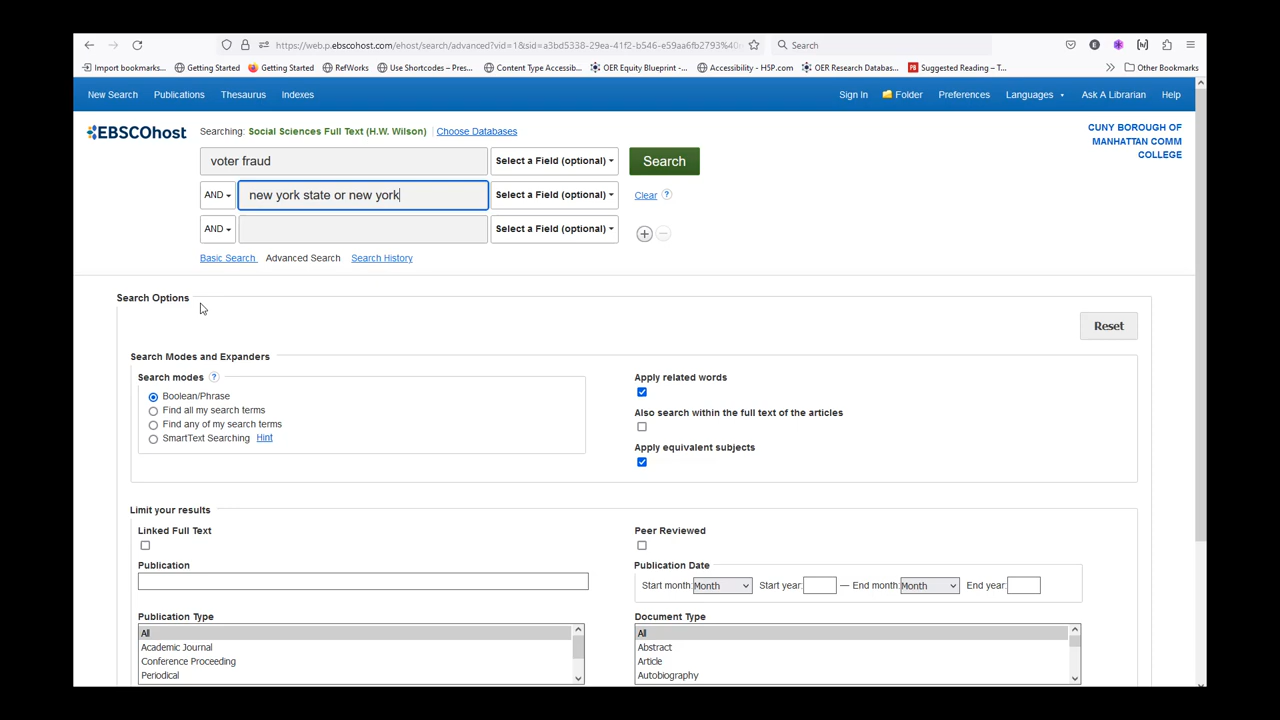 https://web.p.ebscohost.com/ehost/search/advanced?vid=1&sid=a3bd5338-29ea-41f2-b546-e59aa6fb2793%40
Search
Import bookmarks... Getting Started Getting Started RefWorks Use Shortcodes – Pres... Content Type Accessib... OER Equity Blueprint -... Accessibility - H5P.com OER Research Databas... Suggested Reading – T... Other Bookmarks
New Search Publications Thesaurus Indexes Sign In Folder Preferences Languages Ask A Librarian Help
EBSCOhost
Searching: Social Sciences Full Text (H.W. Wilson) Choose Databases
CUNY BOROUGH OF
MANHATTAN COMM
COLLEGE
voter fraud Select a Field (optional) Search
AND new york state or new york Select a Field (optional) Clear ?
AND Select a Field (optional)
Basic Search Advanced Search Search History
Search Options
Reset
Search Modes and Expanders
Search modes ?
Boolean/Phrase
Find all my search terms
Find any of my search terms
SmartText Searching Hint
Apply related words
Also search within the full text of the articles
Apply equivalent subjects
Limit your results
Linked Full Text
Publication
Publication Type
All
Academic Journal
Conference Proceeding
Periodical
Peer Reviewed
Publication Date
Start month: Month Start year: — End month: Month End year:
Document Type
All
Abstract
Article
Autobiography